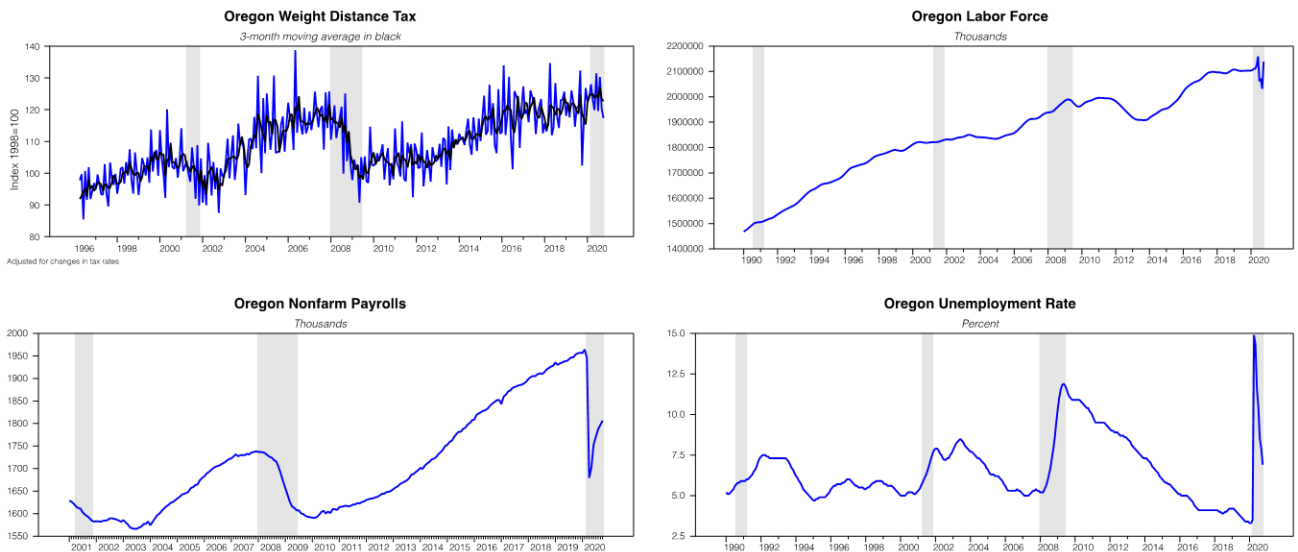 Oregon Weight Distance Tax
3-month moving average in black
140
130
120
110
100
90
80
Index 1998=100
1996 1998 2000 2002 2004 2006 2008 2010 2012 2014 2016 2018 2020
Adjusted for changes in tax rates
Oregon Labor Force
Thousands
2200000
2100000
2000000
1900000
1800000
1700000
1600000
1500000
1400000
1990 1992 1994 1996 1998 2000 2002 2004 2006 2008 2010 2012 2014 2016 2018 2020
Oregon Nonfarm Payrolls
Thousands
2000
1950
1900
1850
1800
1750
1700
1650
1600
1550
2001 2002 2003 2004 2005 2006 2007 2008 2009 2010 2011 2012 2013 2014 2015 2016 2017 2018 2019 2020
Oregon Unemployment Rate
Percent
15.0
12.5
10.0
7.5
5.0
2.5
1990 1992 1994 1996 1998 2000 2002 2004 2006 2008 2010 2012 2014 2016 2018 2020